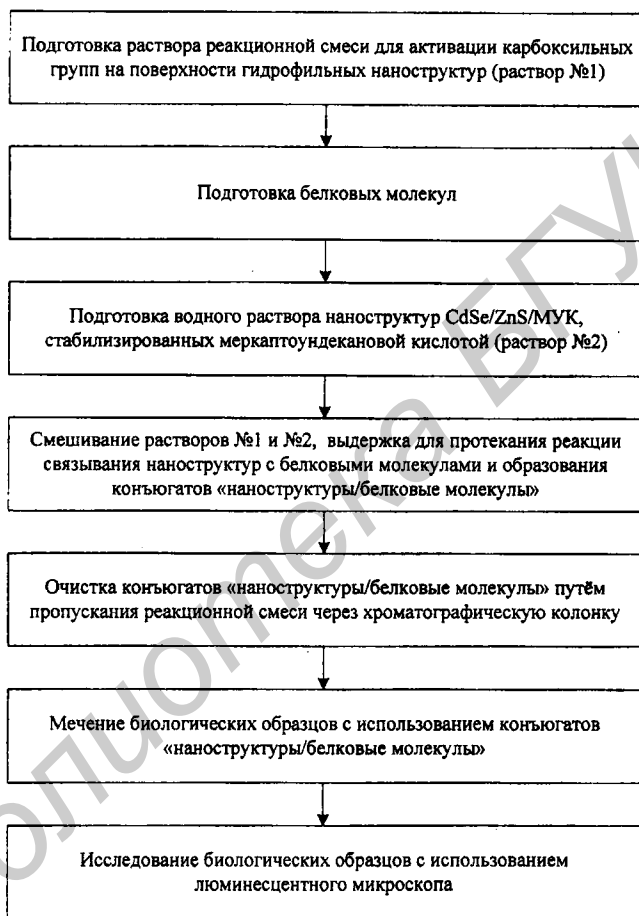 Подготовка раствора реакционной смеси для активации карбоксильных
групп на поверхности гидрофильных наноструктур (раствор №1)
Подготовка белковых молекул
Подготовка водного раствора наноструктур CdSe/ZnS/МУК,
стабилизированных меркаптоундекановой кислотой (раствор №2)
Смешивание растворов №1 и №2, выдержка для протекания реакции
связывания наноструктур с белковыми молекулами и образования
конъюгатов «наноструктуры/белковые молекулы»
Очистка конъюгатов «наноструктуры/белковые молекулы» путём
пропускания реакционной смеси через хроматографическую колонку
Мечение биологических образцов с использованием конъюгатов
«наноструктуры/белковые молекулы»
Исследование биологических образцов с использованием
люминесцентного микроскопа